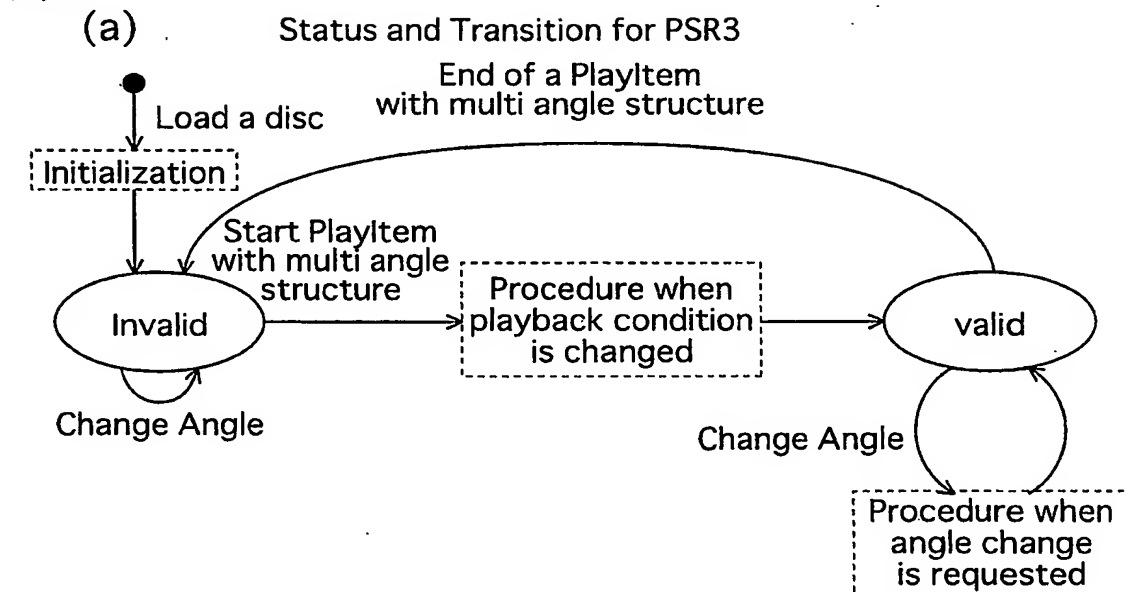 (a)
Status and Transition for PSR3
End of a PlayItem
with multi angle structure
Load a disc
Initialization
Start PlayItem
with multi angle
structure
Invalid
Procedure when
playback condition
is changed
valid
Change Angle
Change Angle
Procedure when
angle change
is requested